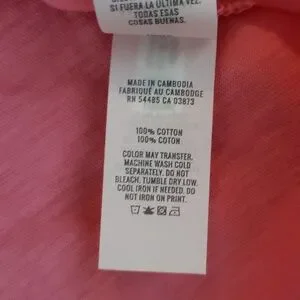 SI FUERA LA ÚLTIMA VEZ.
TODAS ESAS
COSAS BUENAS.
MADE IN CAMBODIA
FABRIQUÉ AU CAMBODGE
RN 54485 CA 03873
100% COTTON
100% COTON
COLOR MAY TRANSFER.
MACHINE WASH COLD
SEPARATELY. DO NOT
BLEACH. TUMBLE DRY LOW.
COOL IRON IF NEEDED. DO
NOT IRON ON PRINT.